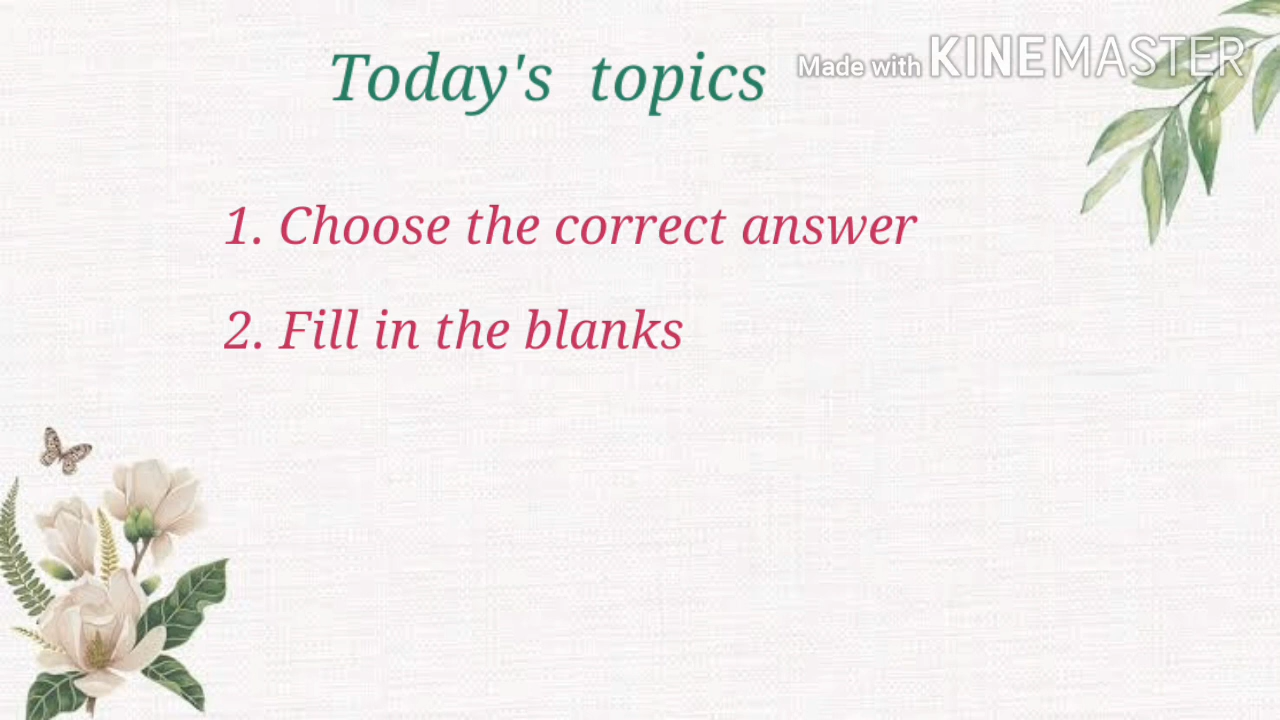 Today's topics
Made with KINEMASTER
1. Choose the correct answer
2. Fill in the blanks